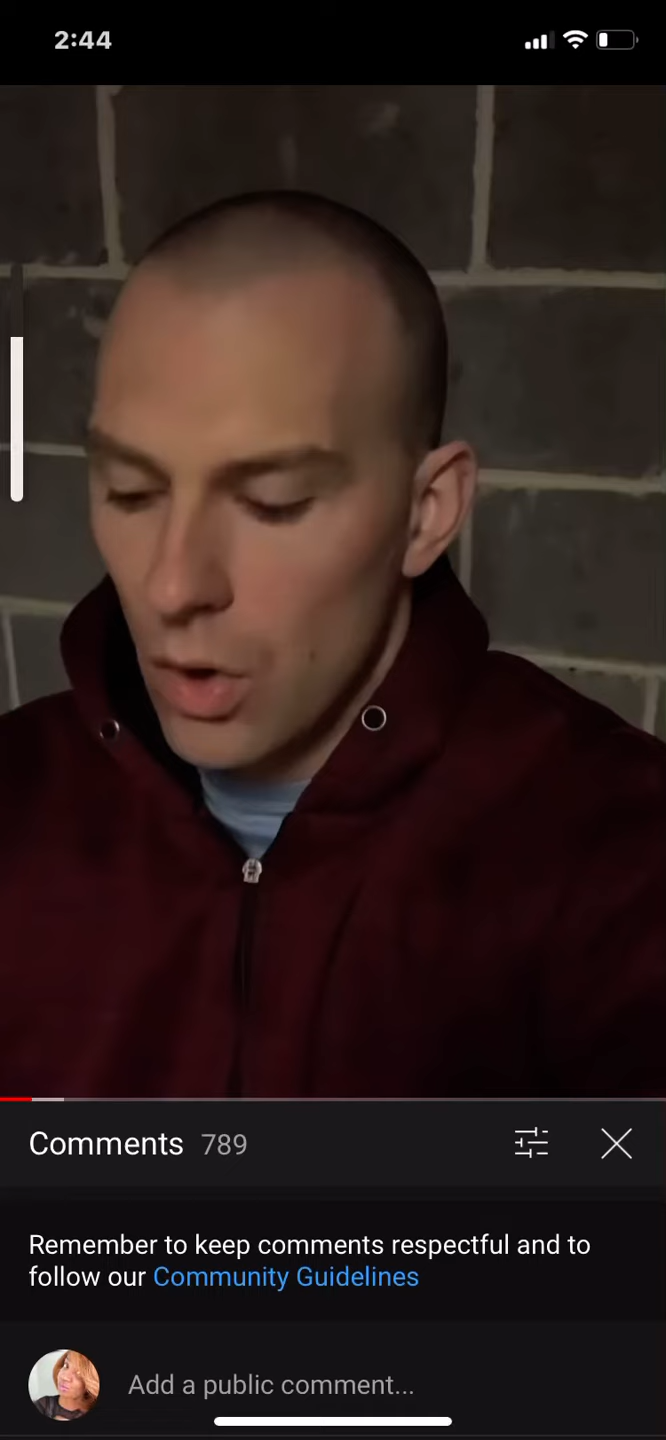 2:44
Comments 789
Remember to keep comments respectful and to
follow our Community Guidelines
Add a public comment...